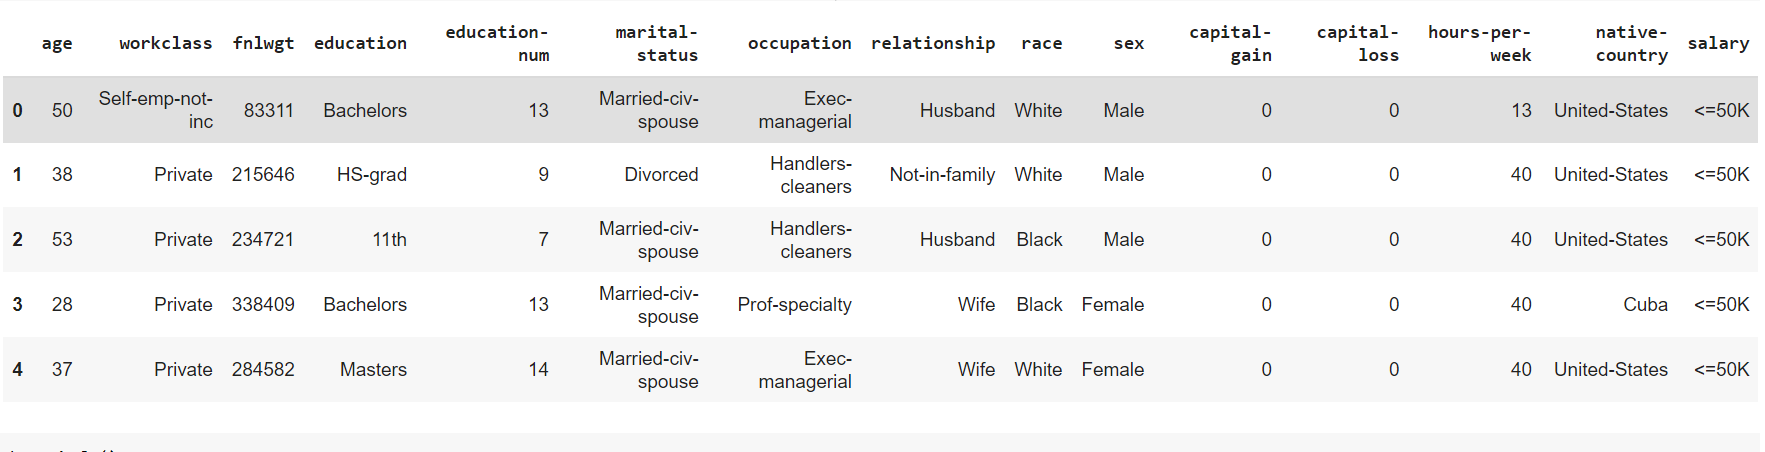 age workclass fnlwgt education education-num marital-status occupation relationship race sex capital-gain capital-loss hours-per-week native-country salary
0 50 Self-emp-not-inc 83311 Bachelors 13 Married-civ-spouse Exec-managerial Husband White Male 0 0 13 United-States <=50K
1 38 Private 215646 HS-grad 9 Divorced Handlers-cleaners Not-in-family White Male 0 0 40 United-States <=50K
2 53 Private 234721 11th 7 Married-civ-spouse Handlers-cleaners Husband Black Male 0 0 40 United-States <=50K
3 28 Private 338409 Bachelors 13 Married-civ-spouse Prof-specialty Wife Black Female 0 0 40 Cuba <=50K
4 37 Private 284582 Masters 14 Married-civ-spouse Exec-managerial Wife White Female 0 0 40 United-States <=50K